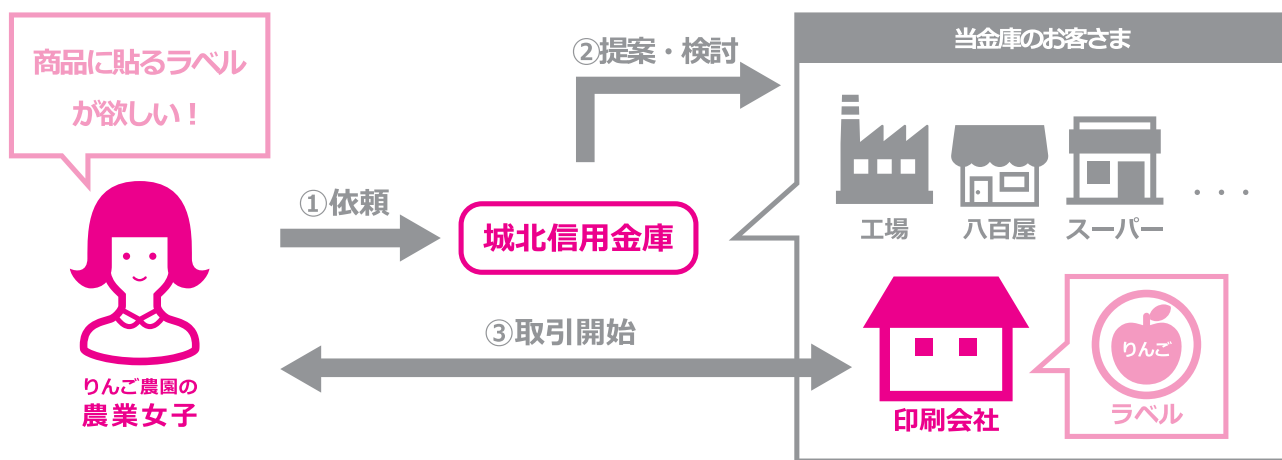 商品に貼るラベル
が欲しい！
りんご農園の
農業女子
①依頼
城北信用金庫
②提案・検討
③取引開始
当金庫のお客さま
工場
八百屋
スーパー
・・・
印刷会社
りんご
ラベル